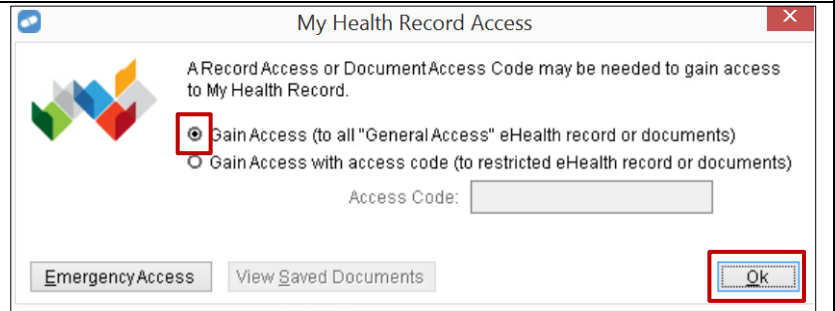 My Health Record Access
A Record Access or Document Access Code may be needed to gain access
to My Health Record.
Gain Access (to all "General Access" eHealth record or documents)
Gain Access with access code (to restricted eHealth record or documents)
Access Code:
Emergency Access
View Saved Documents
Ok